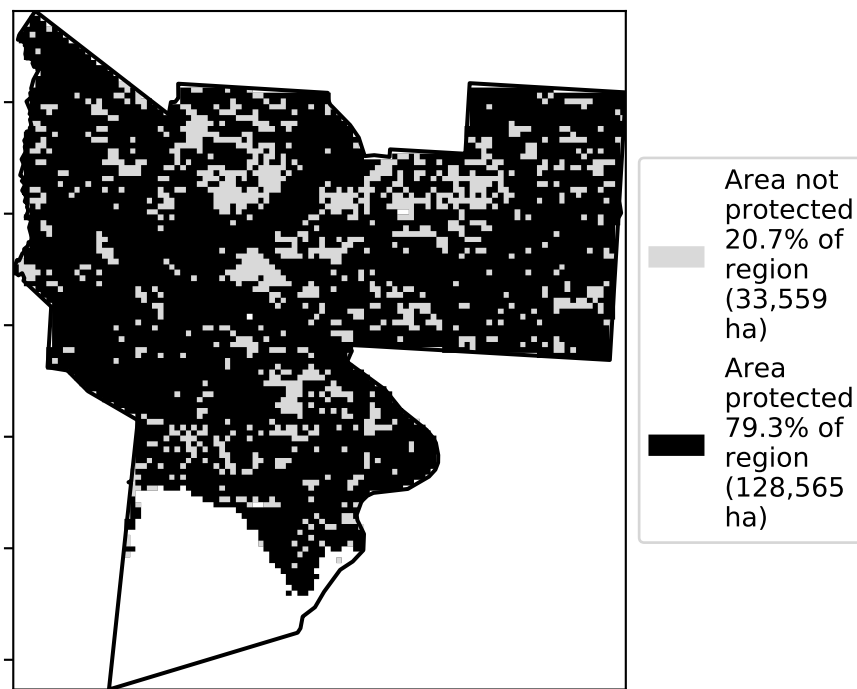 Area not
protected
20.7% of
region
(33,559
ha)
Area
protected
79.3% of
region
(128,565
ha)